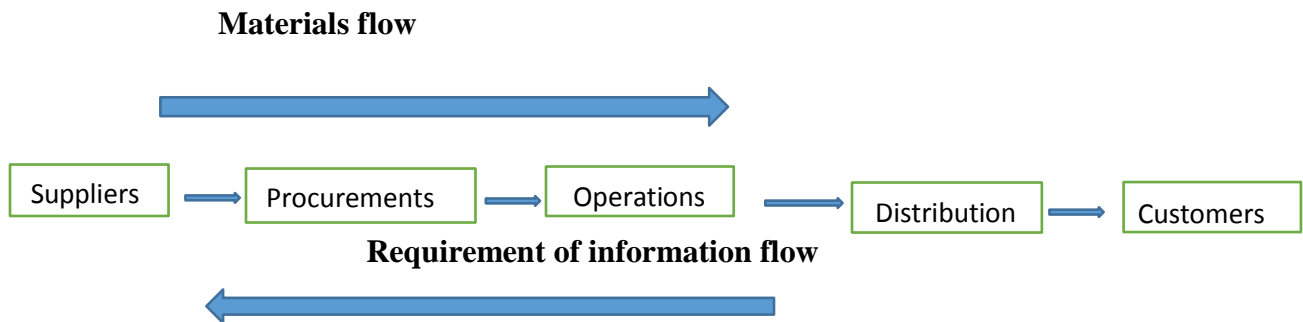 Materials flow
Suppliers
Procurements
Operations
Distribution
Customers
Requirement of information flow